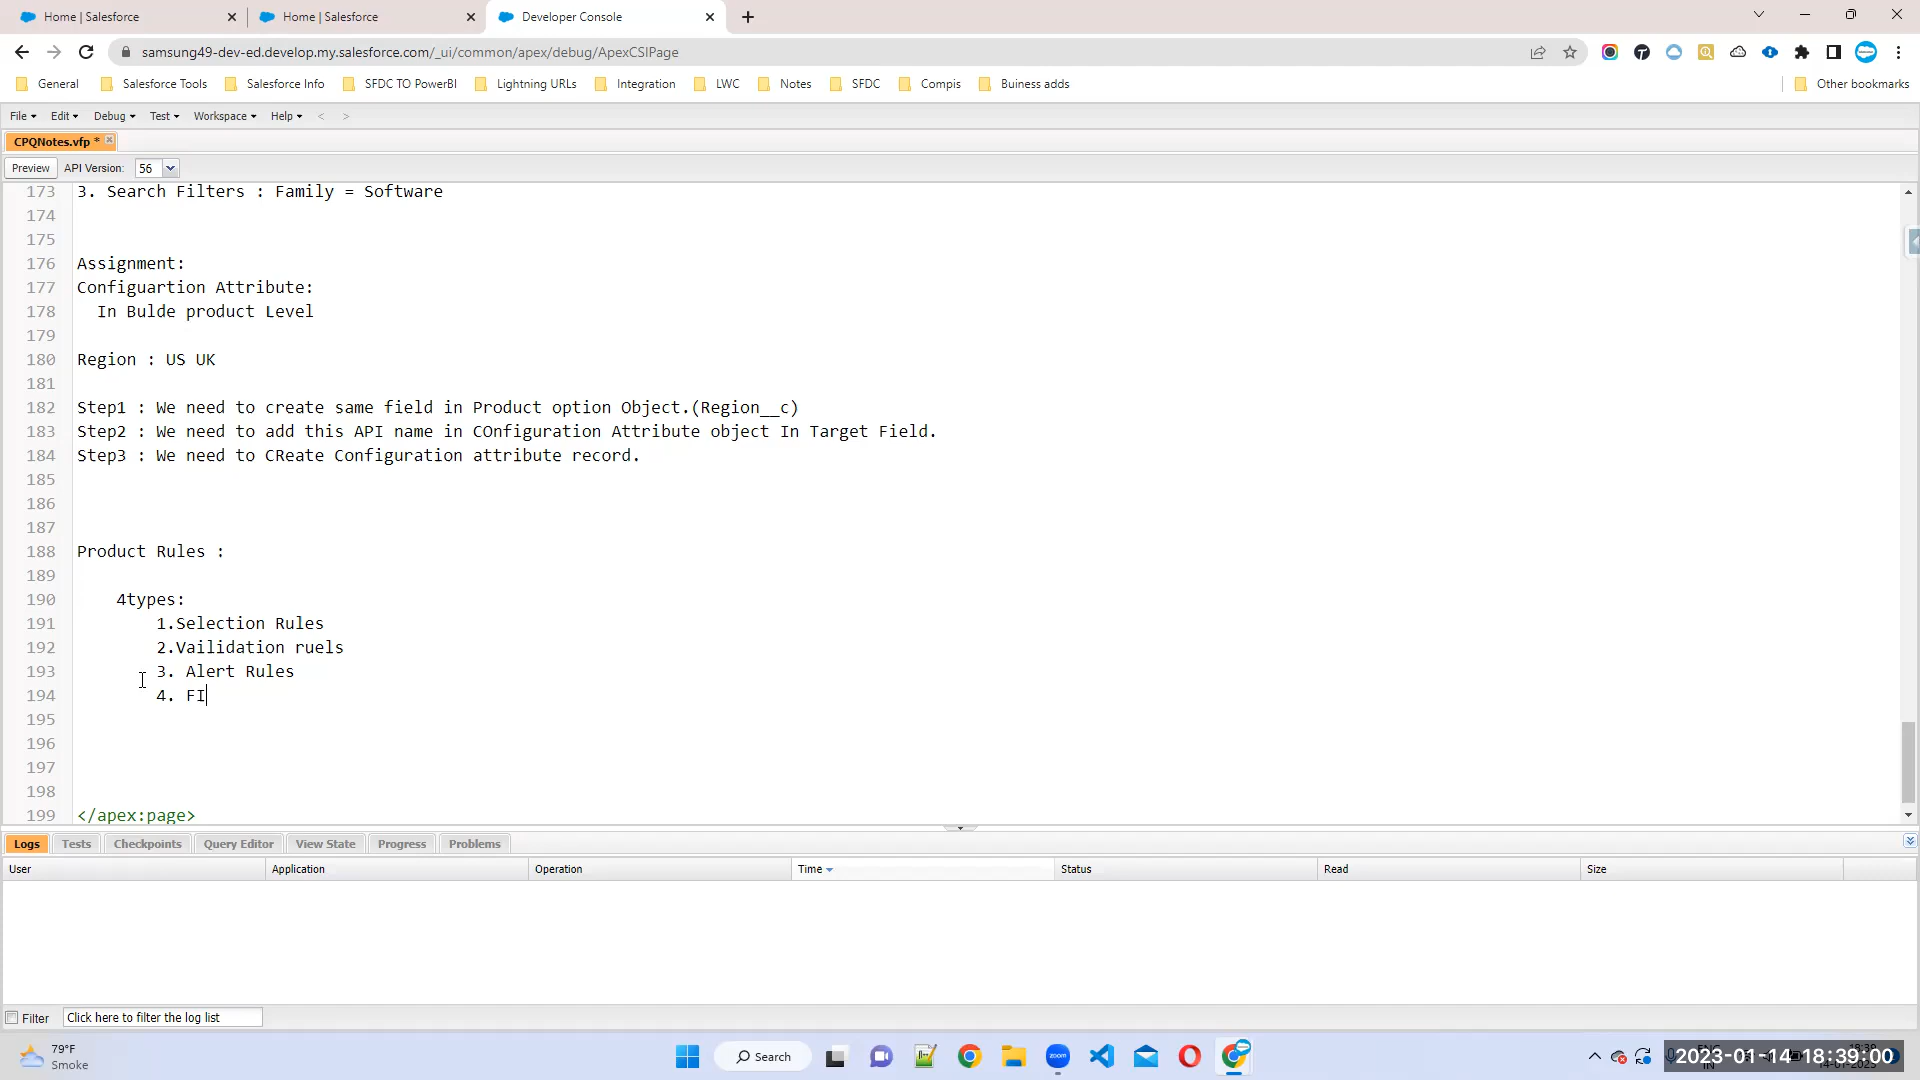 Home | Salesforce
Home | Salesforce
Developer Console
samsung49-dev-ed.develop.my.salesforce.com/_ui/common/apex/debug/ApexCSIPage
General
Salesforce Tools
Salesforce Info
SFDC TO PowerBI
Lightning URLs
Integration
LWC
Notes
SFDC
Compis
Buiness adds
Other bookmarks
File Edit Debug Test Workspace Help < >
CPQNotes.vfp *
Preview API Version: 56
173 3. Search Filters : Family = Software
174
175
176 Assignment:
177 Configuartion Attribute:
178 In Bulde product Level
179
180 Region : US UK
181
182 Step1 : We need to create same field in Product option Object.(Region__c)
183 Step2 : We need to add this API name in COnfiguration Attribute object In Target Field.
184 Step3 : We need to CReate Configuration attribute record.
185
186
187
188 Product Rules :
189
190 4types:
191 1.Selection Rules
192 2.Vailidation ruels
193 3. Alert Rules
194 4. FI
195
196
197
198
199 </apex:page>
Logs Tests Checkpoints Query Editor View State Progress Problems
User Application Operation Time Status Read Size
Filter Click here to filter the log list
79°F
Smoke
Search
zoom
2023-01-14-18:39:00